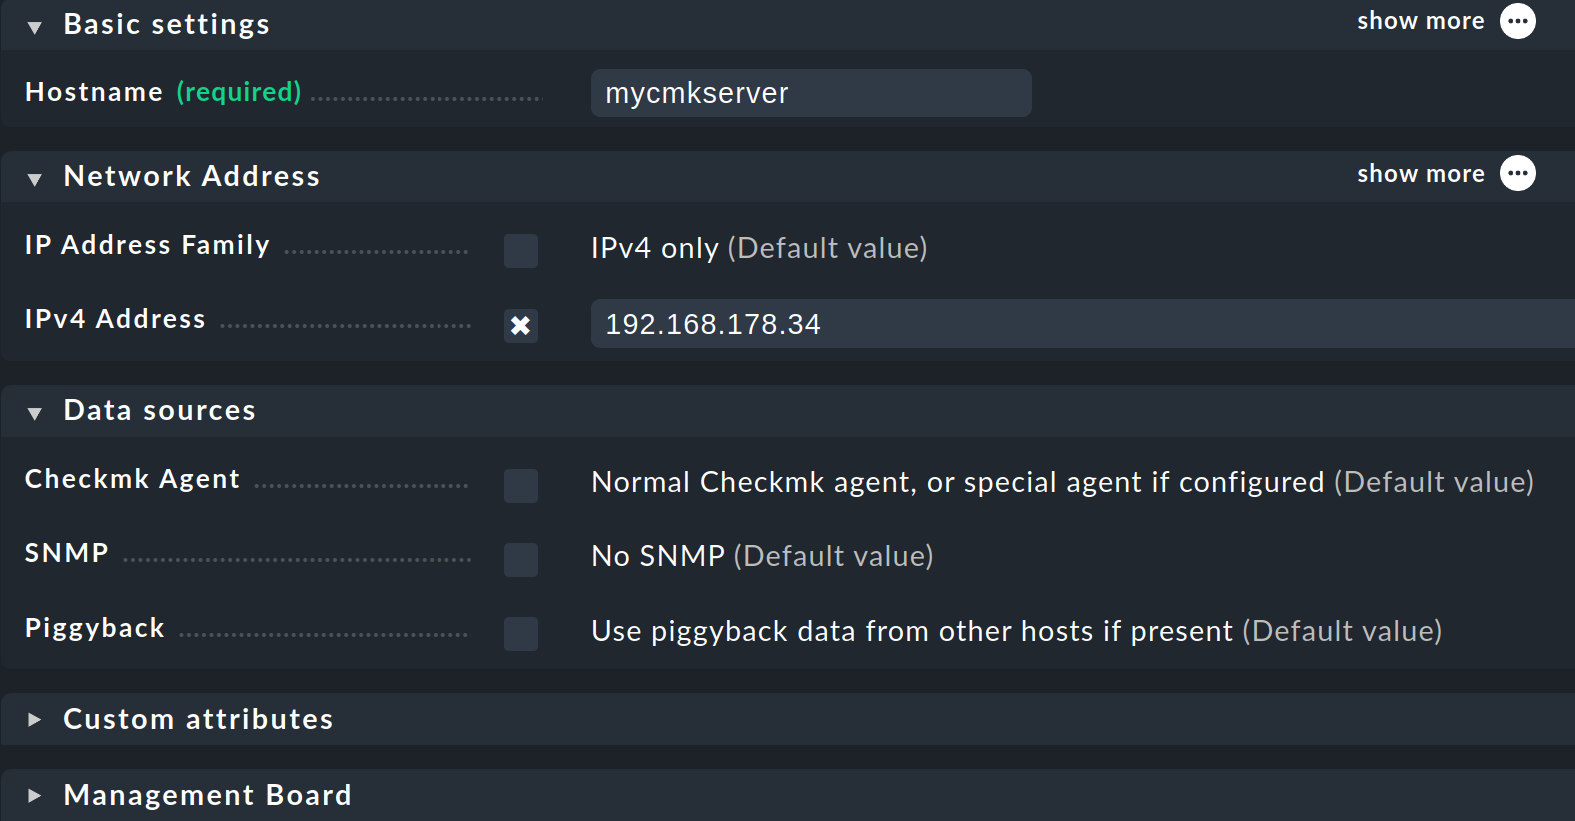 Basic settings show more
Hostname (required) mycmkserver
Network Address show more
IP Address Family IPv4 only (Default value)
IPv4 Address 192.168.178.34
Data sources
Checkmk Agent Normal Checkmk agent, or special agent if configured (Default value)
SNMP No SNMP (Default value)
Piggyback Use piggyback data from other hosts if present (Default value)
Custom attributes
Management Board